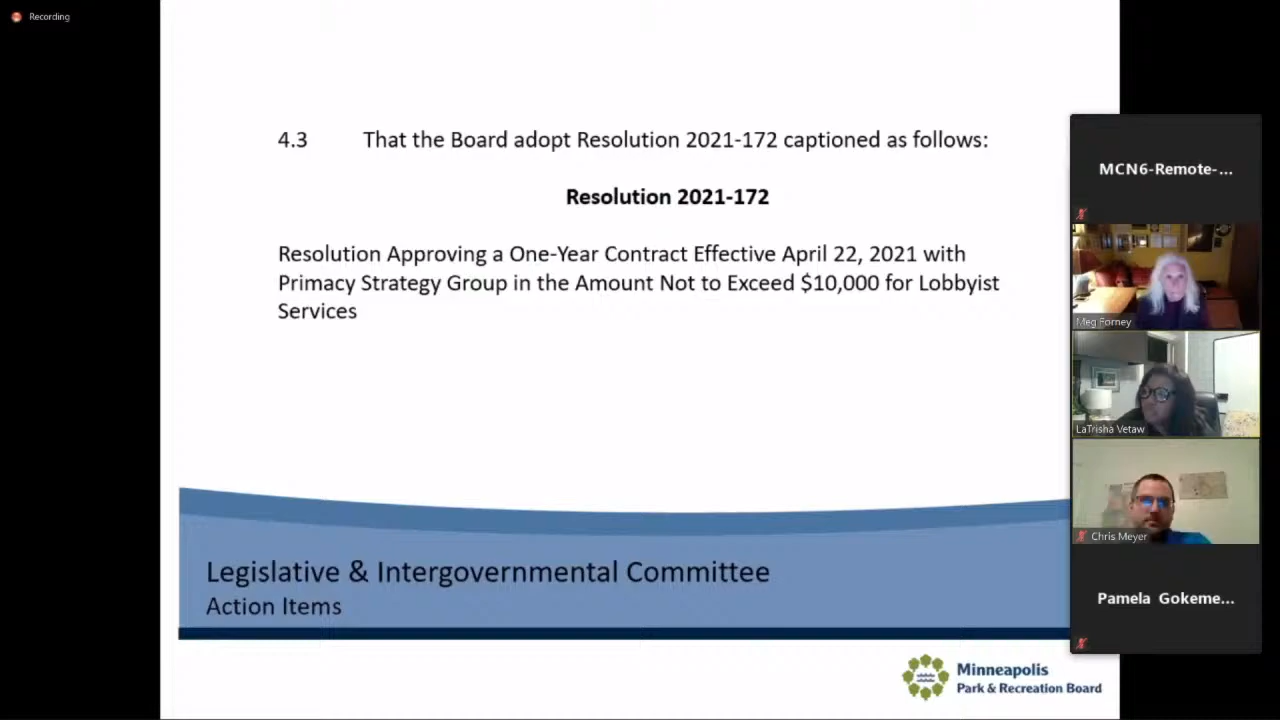 Recording
4.3 That the Board adopt Resolution 2021-172 captioned as follows:
Resolution 2021-172
Resolution Approving a One-Year Contract Effective April 22, 2021 with
Primacy Strategy Group in the Amount Not to Exceed $10,000 for Lobbyist
Services
Legislative & Intergovernmental Committee
Action Items
Minneapolis
Park & Recreation Board
MCN6-Remote-...
Meg Forney
LaTrisha Vetaw
Chris Meyer
Pamela Gokeme...